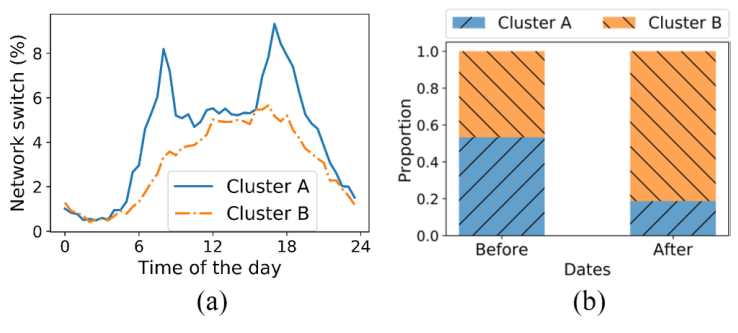 Network switch (%)
8
6
4
2
0
Cluster A
Cluster B
0 6 12 18 24
Time of the day
(a)
Cluster A Cluster B
Proportion
1.0
0.8
0.6
0.4
0.2
0.0
Before After
Dates
(b)